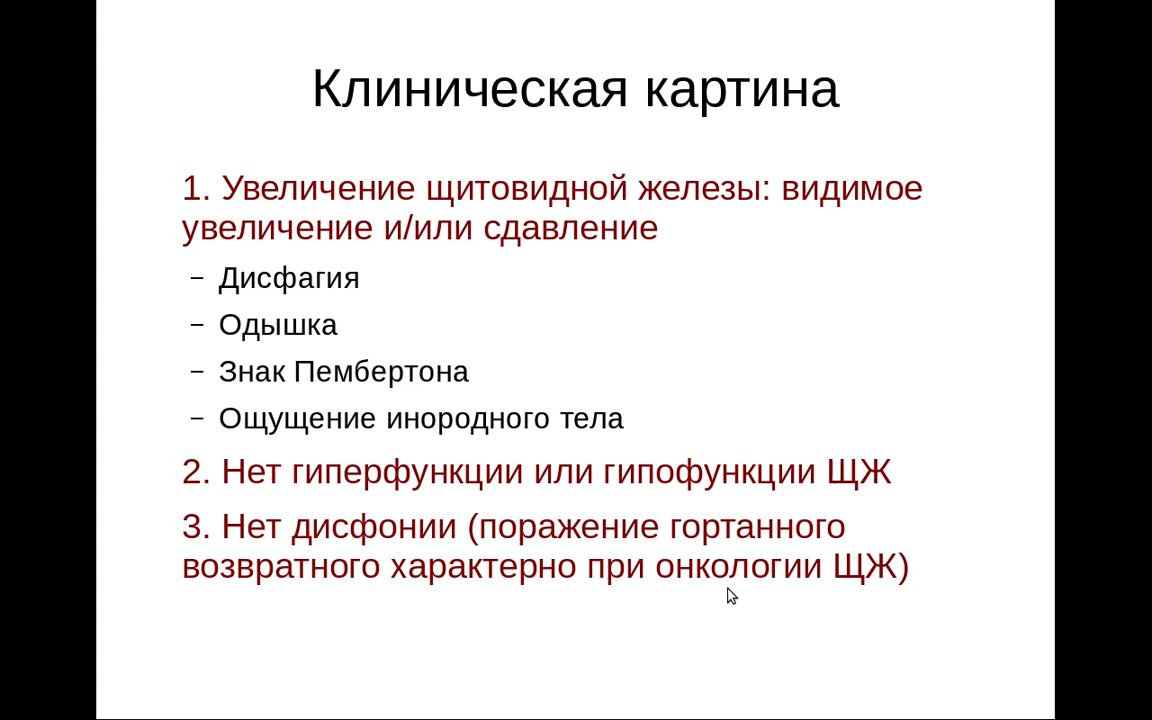 Клиническая картина
1. Увеличение щитовидной железы: видимое
увеличение и/или сдавление
– Дисфагия
– Одышка
– Знак Пембертона
– Ощущение инородного тела
2. Нет гиперфункции или гипофункции ЩЖ
3. Нет дисфонии (поражение гортанного
возвратного характерно при онкологии ЩЖ)